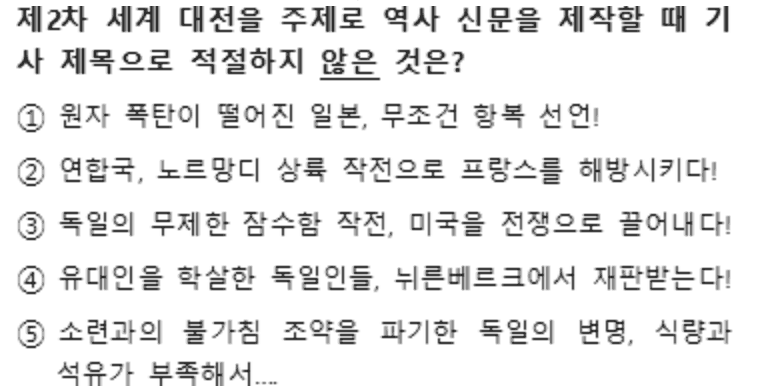 제2차 세계 대전을 주제로 역사 신문을 제작할 때 기
사 제목으로 적절하지 않은 것은?
① 원자 폭탄이 떨어진 일본, 무조건 항복 선언!
② 연합국, 노르망디 상륙 작전으로 프랑스를 해방시키다!
③ 독일의 무제한 잠수함 작전, 미국을 전쟁으로 끌어내다!
④ 유대인을 학살한 독일인들, 뉘른베르크에서 재판받는다!
⑤ 소련과의 불가침 조약을 파기한 독일의 변명, 식량과
석유가 부족해서....